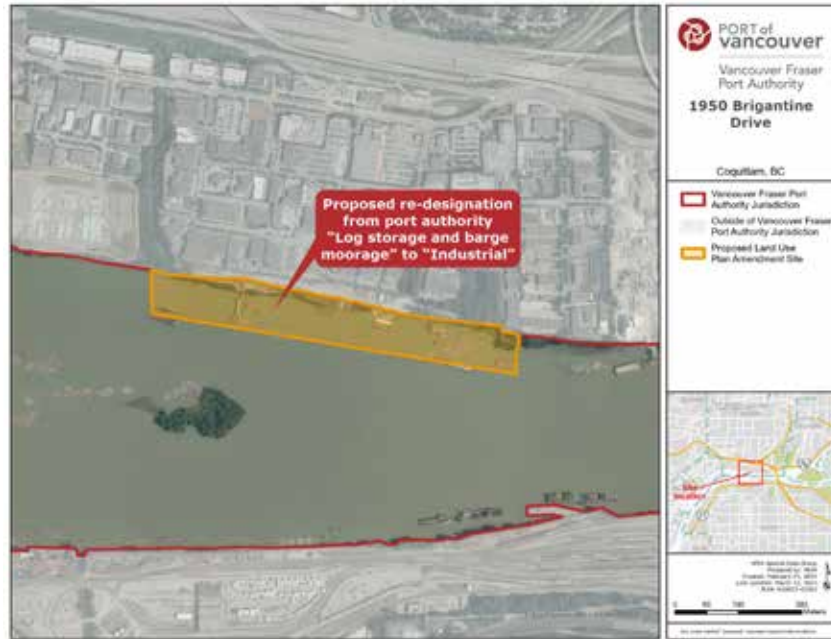 Proposed re-designation
from port authority
"Log storage and barge
moorage" to "Industrial"
PORT of
vancouver
Vancouver Fraser
Port Authority
1950 Brigantine
Drive
Coquitlam, BC
Vancouver Fraser Port
Authority Jurisdiction
Outside of Vancouver Fraser
Port Authority Jurisdiction
Proposed Land Use
Plan Amendment Site
Site
location